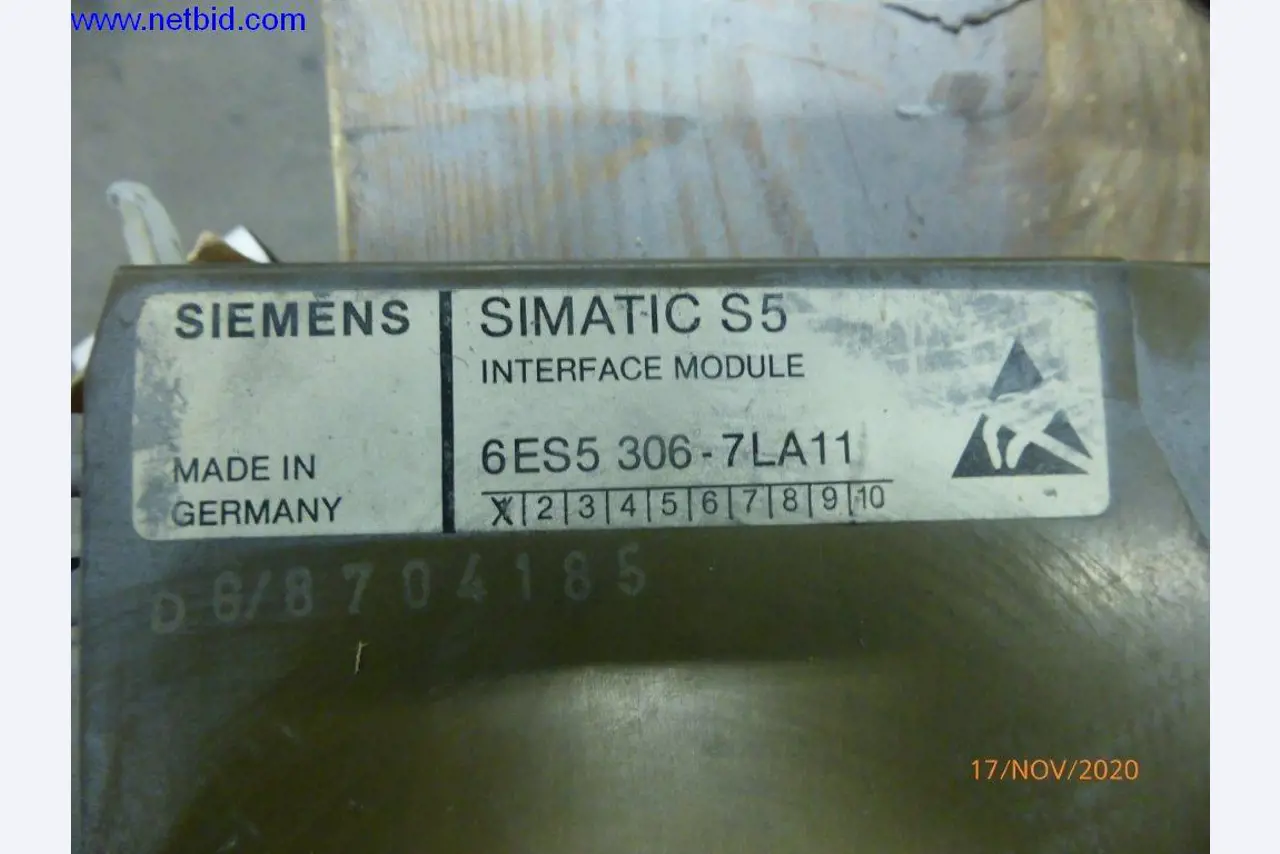 www.netbid.com
SIEMENS
MADE IN
GERMANY
SIMATIC S5
INTERFACE MODULE
6ES5 306-7LA11
X|2|3|4|5|6|7|8|9|10
D6/8704185
17/NOV/2020